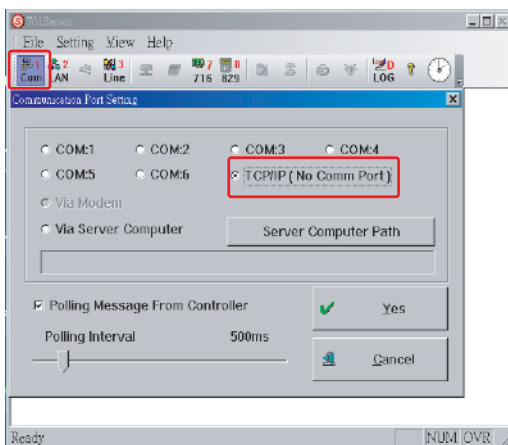 701Server
File Setting View Help
1 Com 2 LAN 3 Line 7 716 8 829 0 LOG
Communication Port Setting
COM:1 COM:2 COM:3 COM:4
COM:5 COM:6 TCP/IP ( No Comm Port )
Via Modem
Via Server Computer Server Computer Path
Polling Message From Controller Yes
Polling Interval 500ms
Cancel
Ready NUM OVR